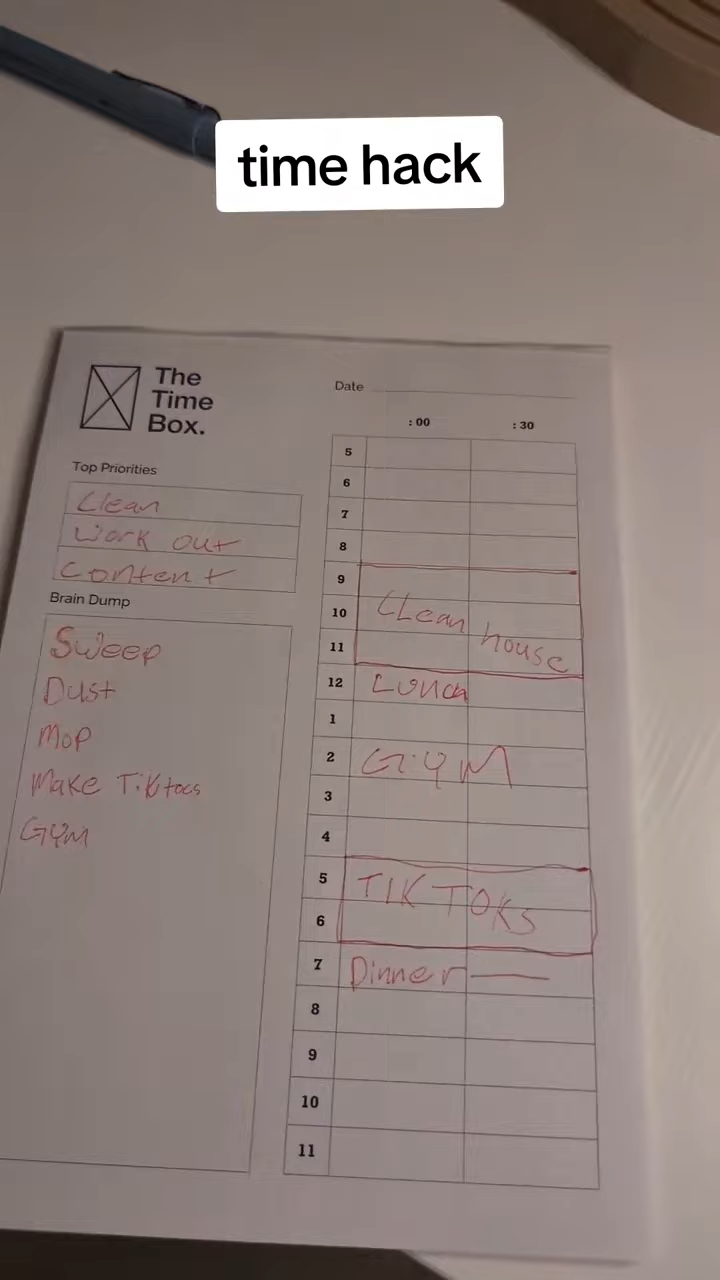 time hack
The
Time
Box.
Top Priorities
Clean
Work out
Content
Brain Dump
Sweep
Dust
Mop
Make Tiktocs
Gym
Date
:00 :30
5
6
7
8
9
10 CLean house
11
12 Lunch
1
2 GYM
3
4
5 TIKTOKS
6
7 Dinner
8
9
10
11